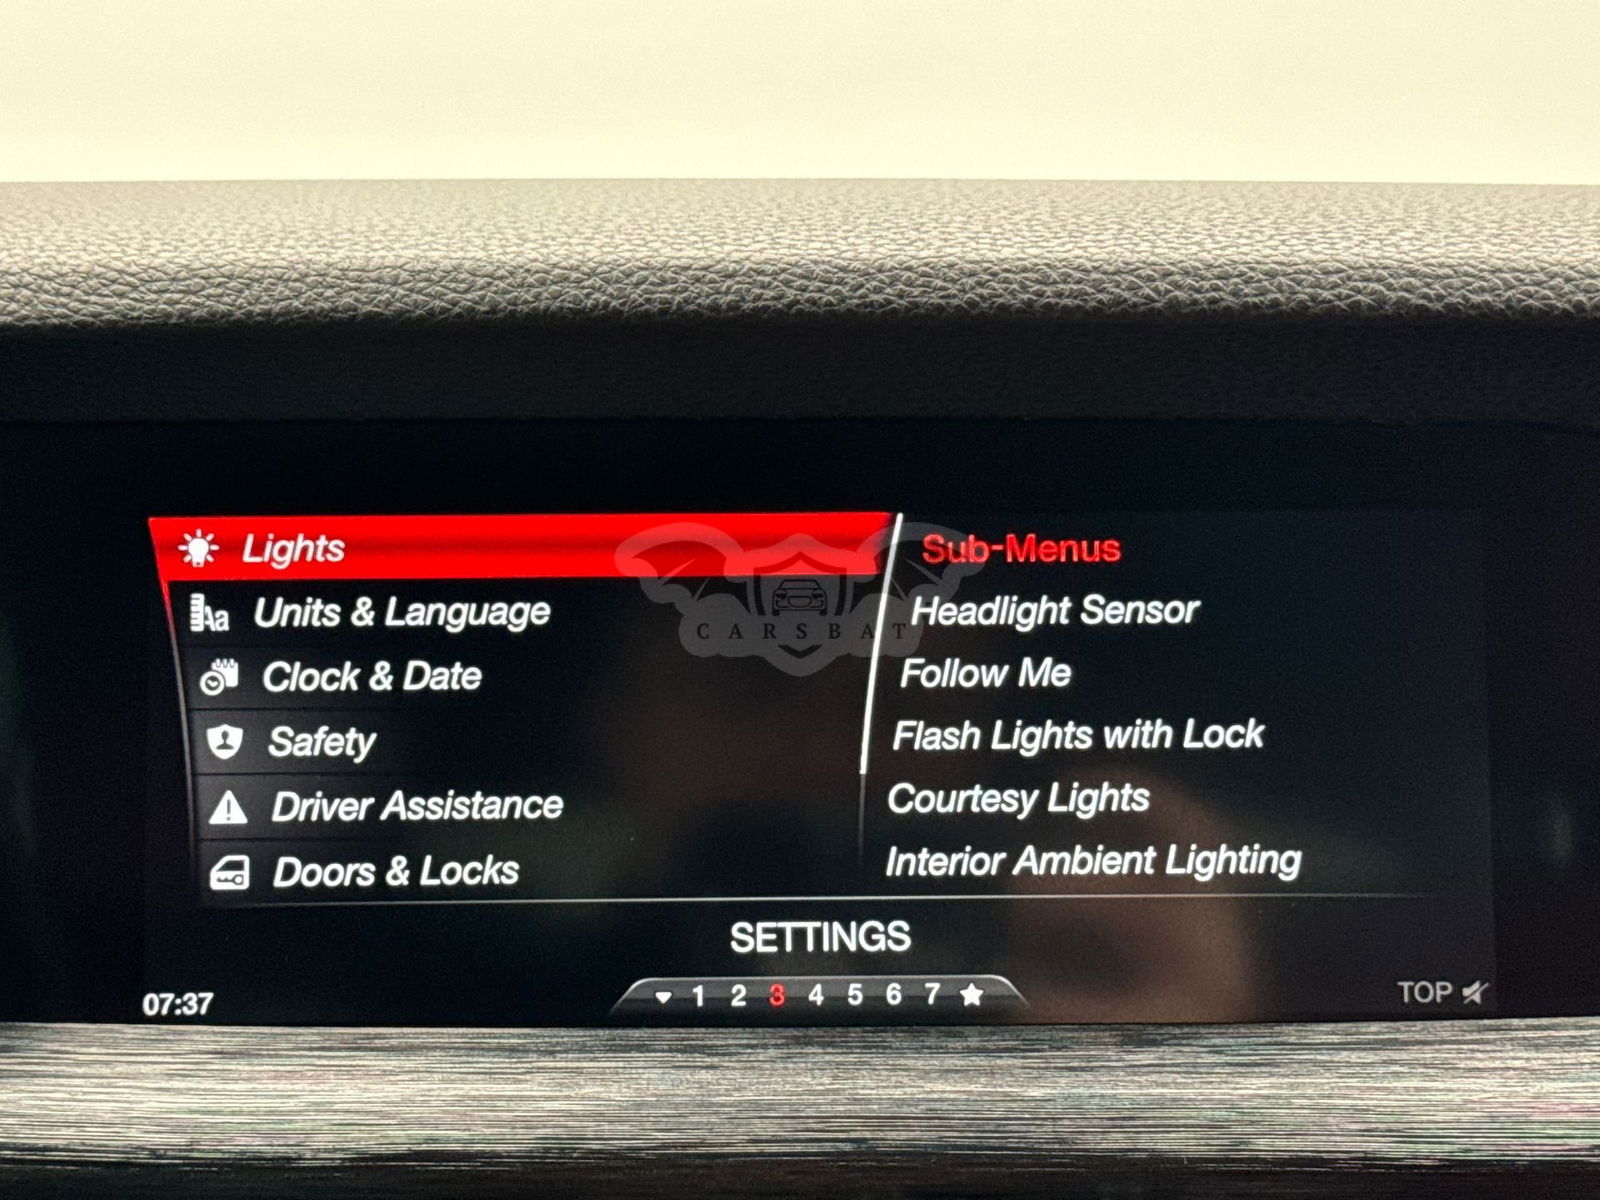 Lights
Units & Language
Clock & Date
Safety
Driver Assistance
Doors & Locks
Sub-Menus
Headlight Sensor
Follow Me
Flash Lights with Lock
Courtesy Lights
Interior Ambient Lighting
CARSBAT
SETTINGS
07:37
1 2 3 4 5 6 7
TOP